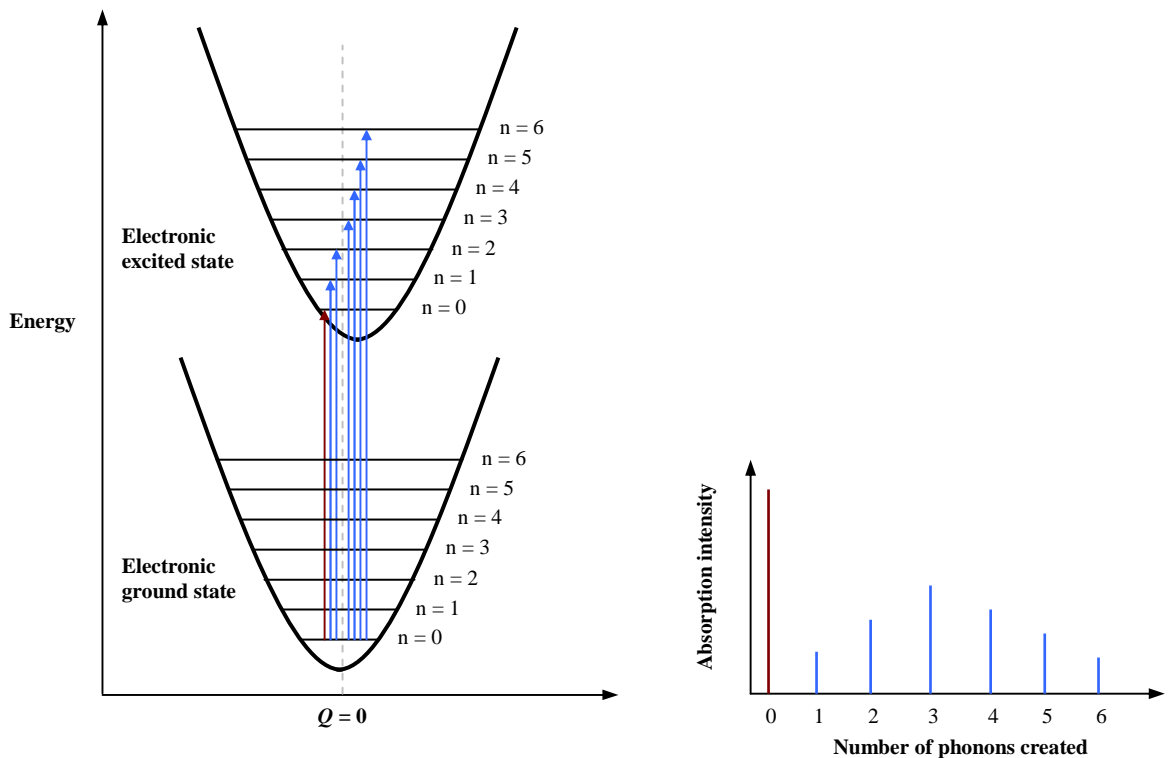 n = 6
n = 5
n = 4
n = 3
n = 2
n = 1
n = 0
Electronic
excited state
Energy
n = 6
n = 5
n = 4
n = 3
n = 2
n = 1
n = 0
Electronic
ground state
Q = 0
Absorption intensity
0 1 2 3 4 5 6
Number of phonons created